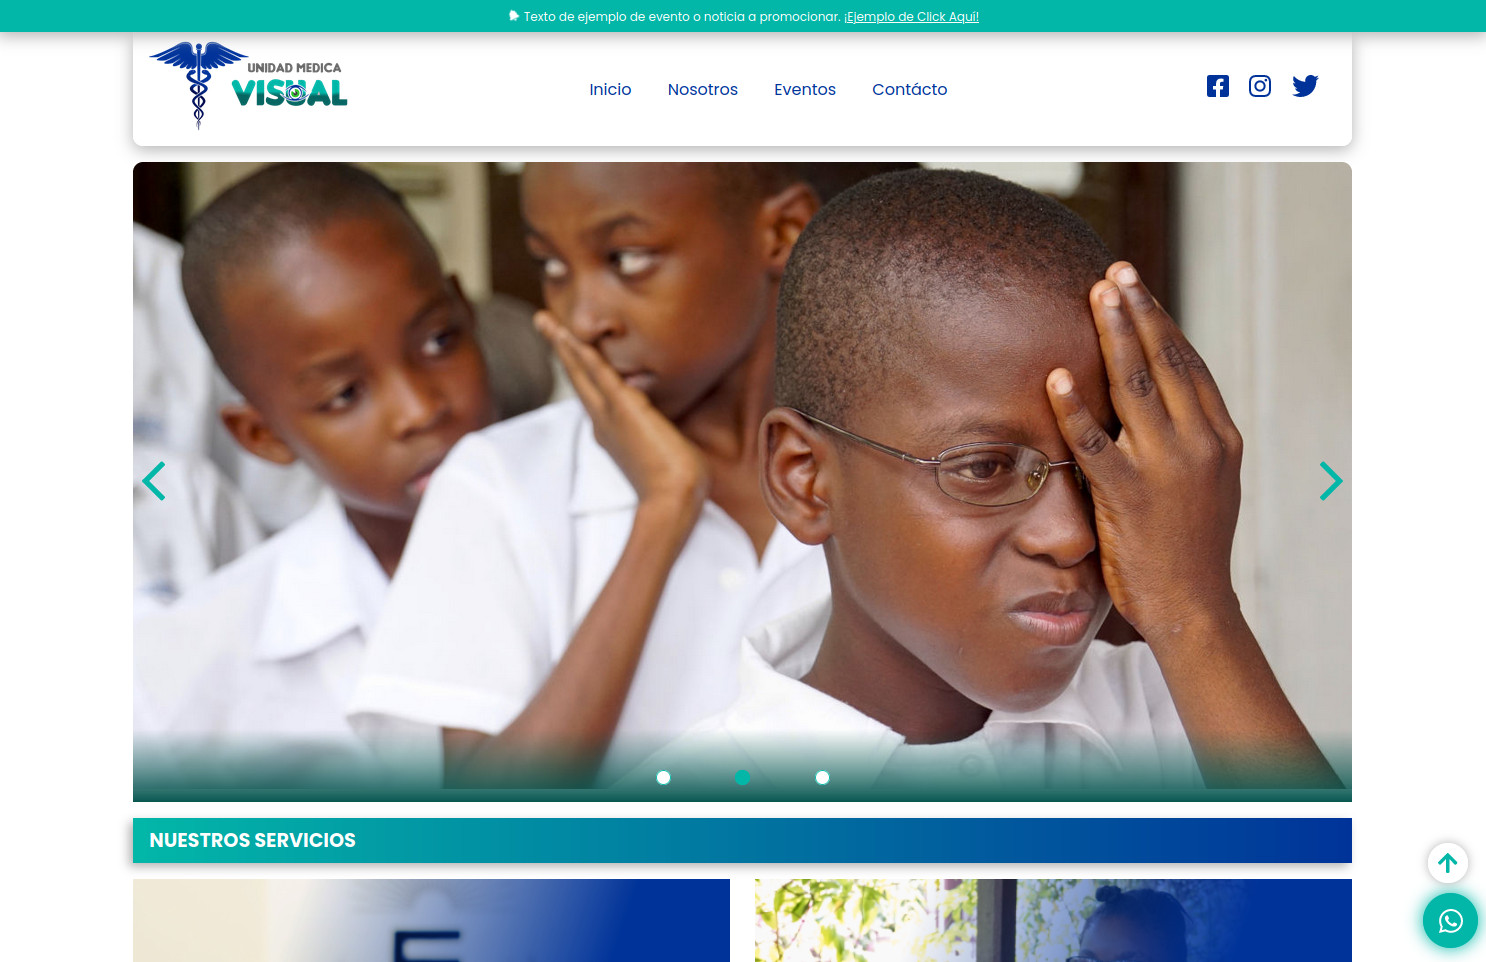 Texto de ejemplo de evento o noticia a promocionar. ¡Ejemplo de Click Aquí!
UNIDAD MEDICA
VISUAL
Inicio Nosotros Eventos Contácto
NUESTROS SERVICIOS
E